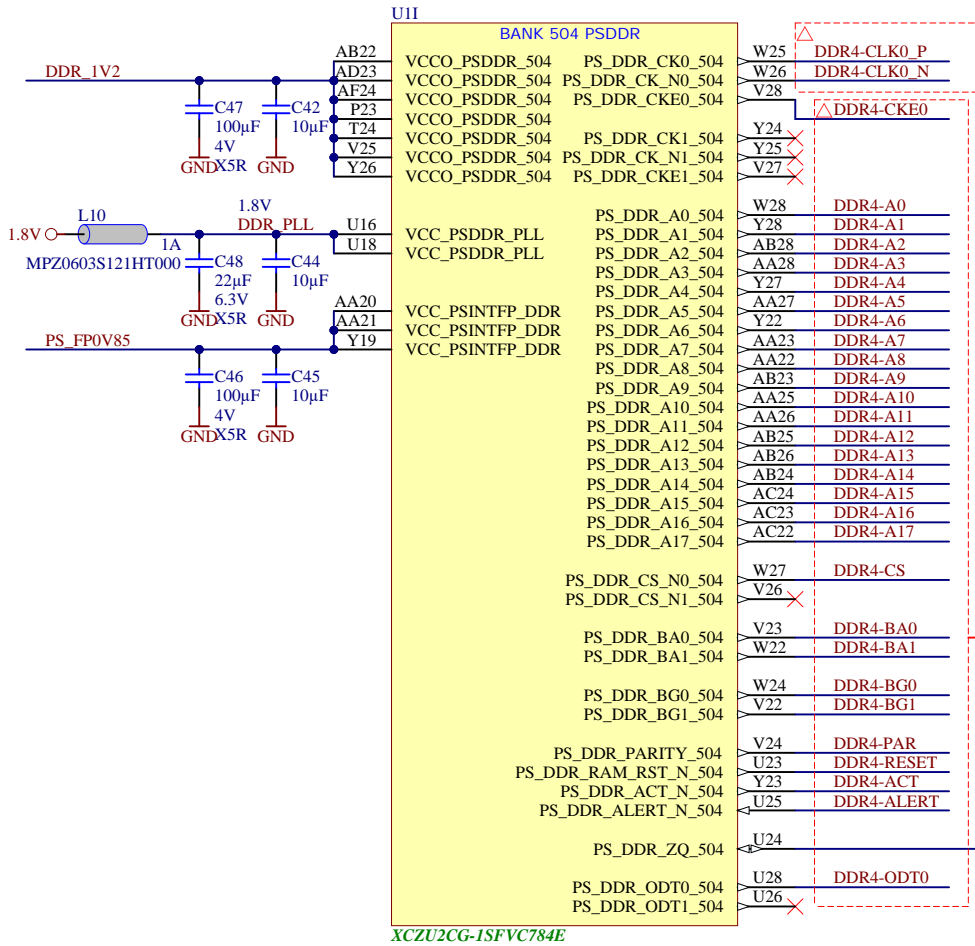 U1I
BANK 504 PSDDR
AB22 VCCO_PSDDR_504 PS_DDR_CK0_504 W25 DDR4-CLK0_P
DDR_1V2 AD23 VCCO_PSDDR_504 PS_DDR_CK_N0_504 W26 DDR4-CLK0_N
AF24 VCCO_PSDDR_504 PS_DDR_CKE0_504 V28
C47 C42 P23 VCCO_PSDDR_504 DDR4-CKE0
100µF 10µF T24 VCCO_PSDDR_504 PS_DDR_CK1_504 Y24
4V V25 VCCO_PSDDR_504 PS_DDR_CK_N1_504 Y25
GND X5R GND Y26 VCCO_PSDDR_504 PS_DDR_CKE1_504 V27
1.8V
L10 PS_DDR_A0_504 W28 DDR4-A0
1.8V DDR_PLL U16 VCC_PSDDR_PLL PS_DDR_A1_504 Y28 DDR4-A1
1A U18 VCC_PSDDR_PLL PS_DDR_A2_504 AB28 DDR4-A2
MPZ0603S121HT000 C48 C44 PS_DDR_A3_504 AA28 DDR4-A3
22µF 10µF PS_DDR_A4_504 Y27 DDR4-A4
6.3V AA20 VCC_PSINTFP_DDR PS_DDR_A5_504 AA27 DDR4-A5
GND X5R GND AA21 VCC_PSINTFP_DDR PS_DDR_A6_504 Y22 DDR4-A6
PS_FP0V85 Y19 VCC_PSINTFP_DDR PS_DDR_A7_504 AA23 DDR4-A7
C46 C45 PS_DDR_A8_504 AA22 DDR4-A8
100µF 10µF PS_DDR_A9_504 AB23 DDR4-A9
4V PS_DDR_A10_504 AA25 DDR4-A10
GND X5R GND PS_DDR_A11_504 AA26 DDR4-A11
PS_DDR_A12_504 AB25 DDR4-A12
PS_DDR_A13_504 AB26 DDR4-A13
PS_DDR_A14_504 AB24 DDR4-A14
PS_DDR_A15_504 AC24 DDR4-A15
PS_DDR_A16_504 AC23 DDR4-A16
PS_DDR_A17_504 AC22 DDR4-A17
PS_DDR_CS_N0_504 W27 DDR4-CS
PS_DDR_CS_N1_504 V26
PS_DDR_BA0_504 V23 DDR4-BA0
PS_DDR_BA1_504 W22 DDR4-BA1
PS_DDR_BG0_504 W24 DDR4-BG0
PS_DDR_BG1_504 V22 DDR4-BG1
PS_DDR_PARITY_504 V24 DDR4-PAR
PS_DDR_RAM_RST_N_504 U23 DDR4-RESET
PS_DDR_ACT_N_504 Y23 DDR4-ACT
PS_DDR_ALERT_N_504 U25 DDR4-ALERT
PS_DDR_ZQ_504 U24
PS_DDR_ODT0_504 U28 DDR4-ODT0
PS_DDR_ODT1_504 U26
XCZU2CG-1SFVC784E